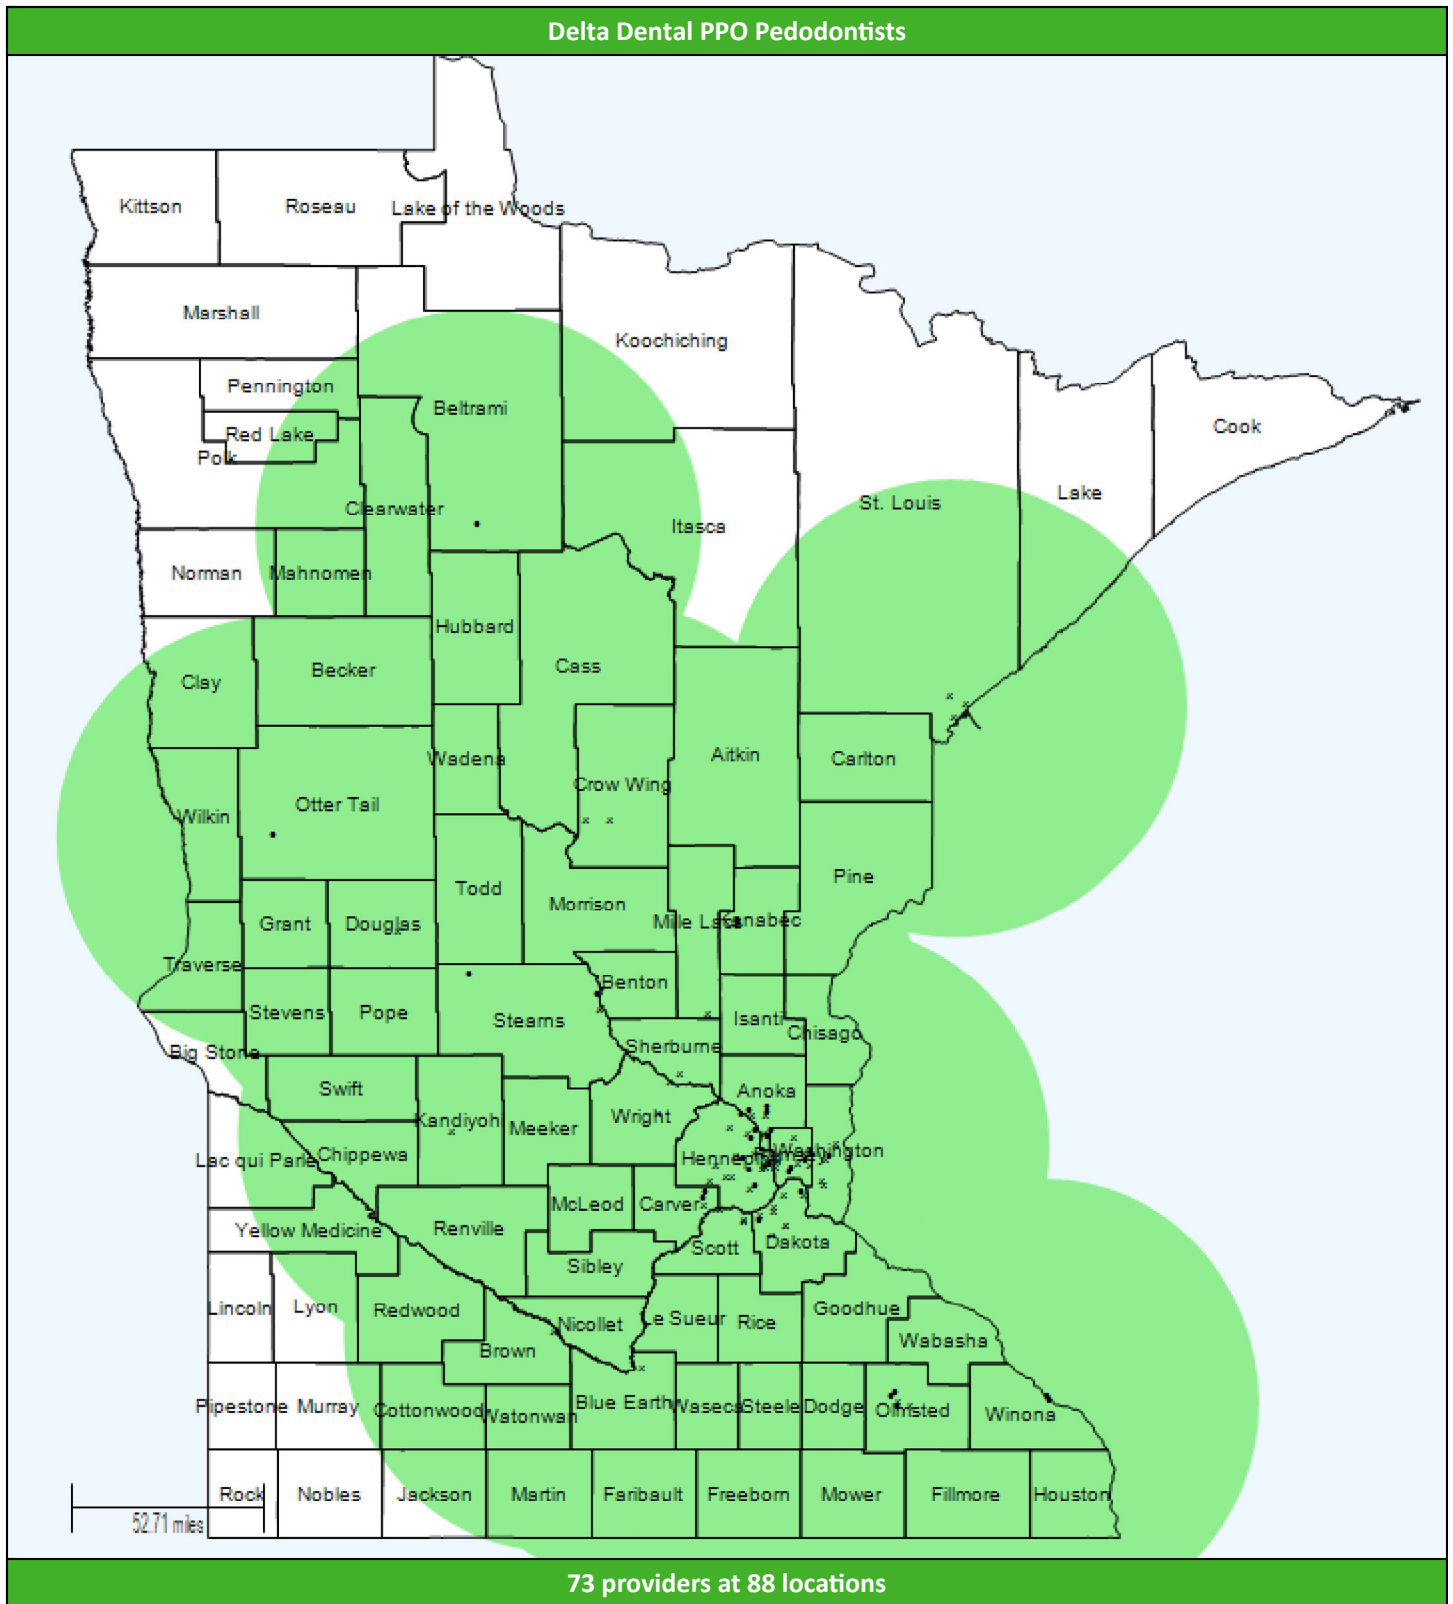 Delta Dental PPO Pedodontists
Kittson
Roseau
Lake of the Woods
Marshall
Koochiching
Pennington
Beltrami
Red Lake
Polk
Cook
Clearwater
St. Louis
Lake
Itasca
Norman
Mahnomen
Hubbard
Cass
Becker
Clay
Wadena
Aitkin
Carlton
Crow Wing
Otter Tail
Wilkin
Pine
Todd
Morrison
Grant
Douglas
Mille Lacs
Kanabec
Traverse
Benton
Stevens
Pope
Stearns
Isanti
Chisago
Big Stone
Sherburne
Swift
Anoka
Kandiyohi
Meeker
Wright
Lac qui Parle
Chippewa
Hennepin
Washington
McLeod
Carver
Yellow Medicine
Renville
Scott
Dakota
Sibley
Lincoln
Lyon
Redwood
Nicollet
Le Sueur
Rice
Goodhue
Wabasha
Brown
Pipestone
Murray
Cottonwood
Watonwan
Blue Earth
Waseca
Steele
Dodge
Olmsted
Winona
Rock
Nobles
Jackson
Martin
Faribault
Freeborn
Mower
Fillmore
Houston
52.71 miles
73 providers at 88 locations